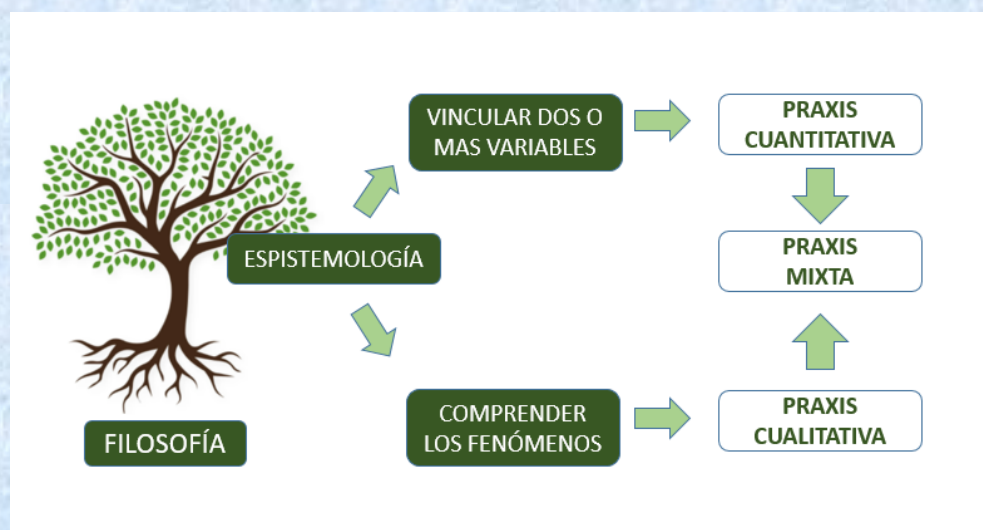 VINCULAR DOS O
MAS VARIABLES
PRAXIS
CUANTITATIVA
ESPISTEMOLOGÍA
PRAXIS
MIXTA
FILOSOFÍA
COMPRENDER
LOS FENÓMENOS
PRAXIS
CUALITATIVA